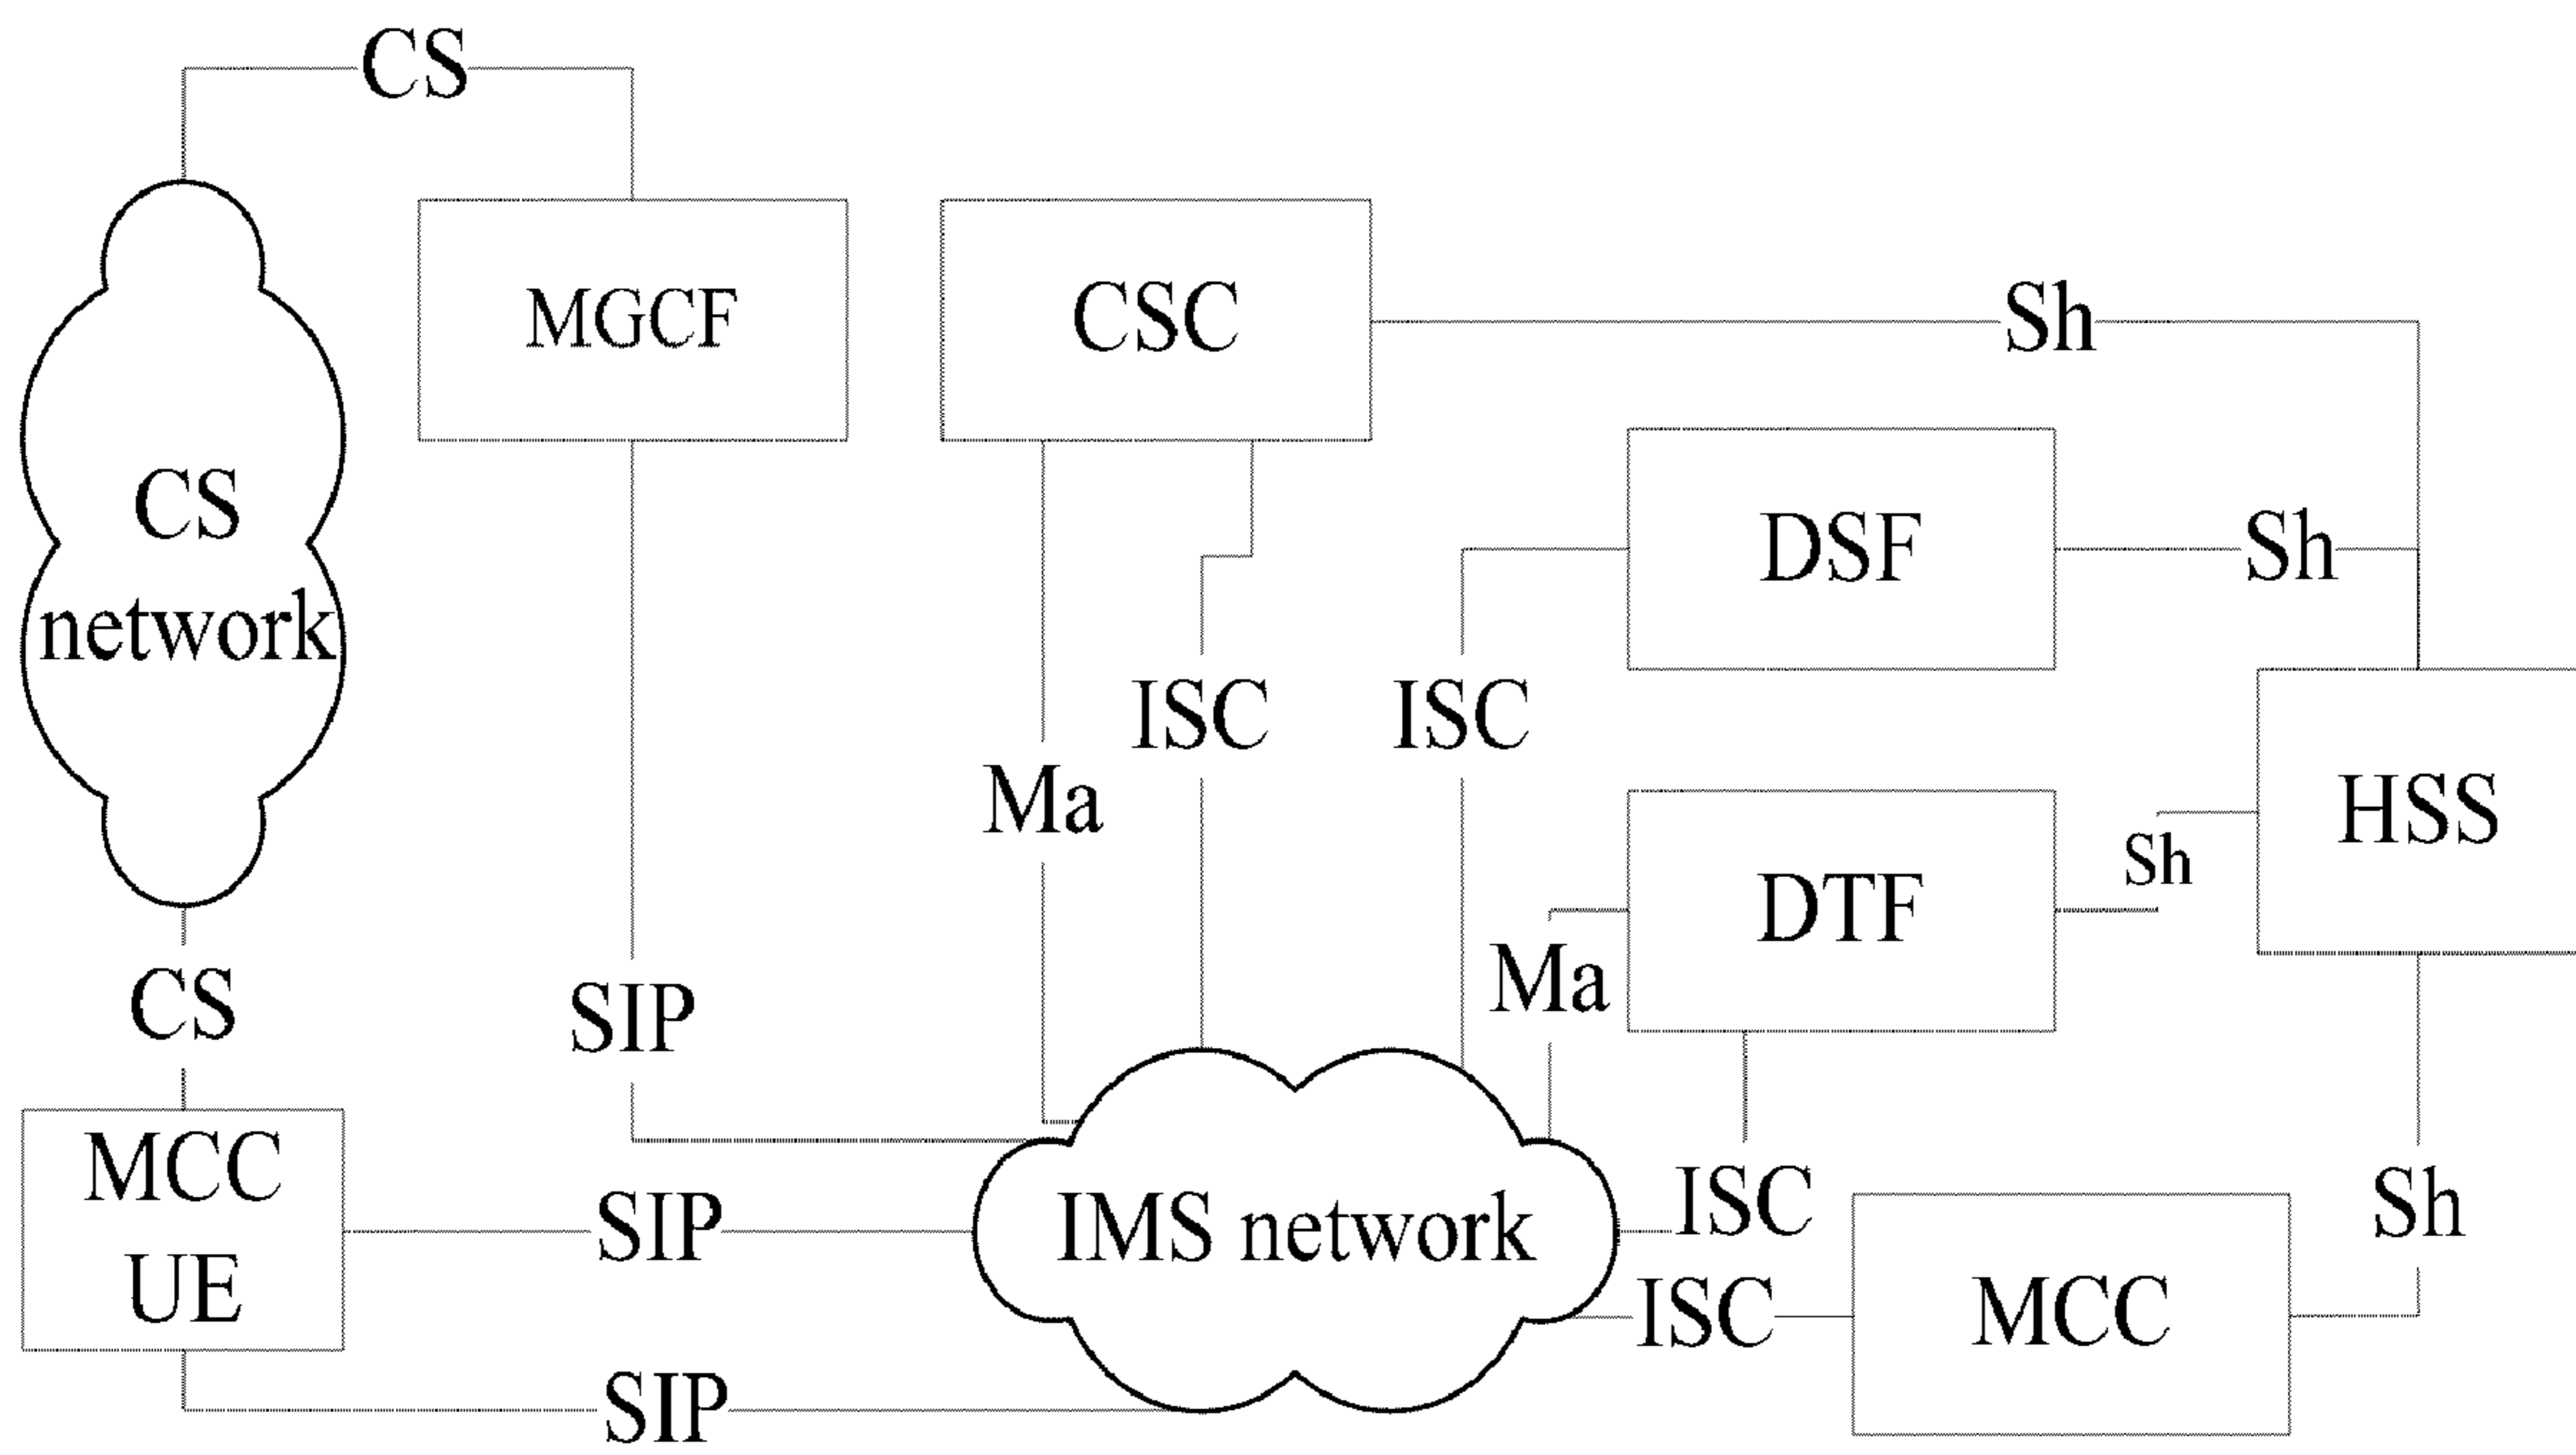 CS
MGCF
CSC
Sh
CS
network
DSF
Sh
ISC
ISC
Ma
HSS
Sh
DTF
Ma
CS
SIP
MCC
UE
SIP
IMS network
ISC
Sh
ISC
MCC
SIP